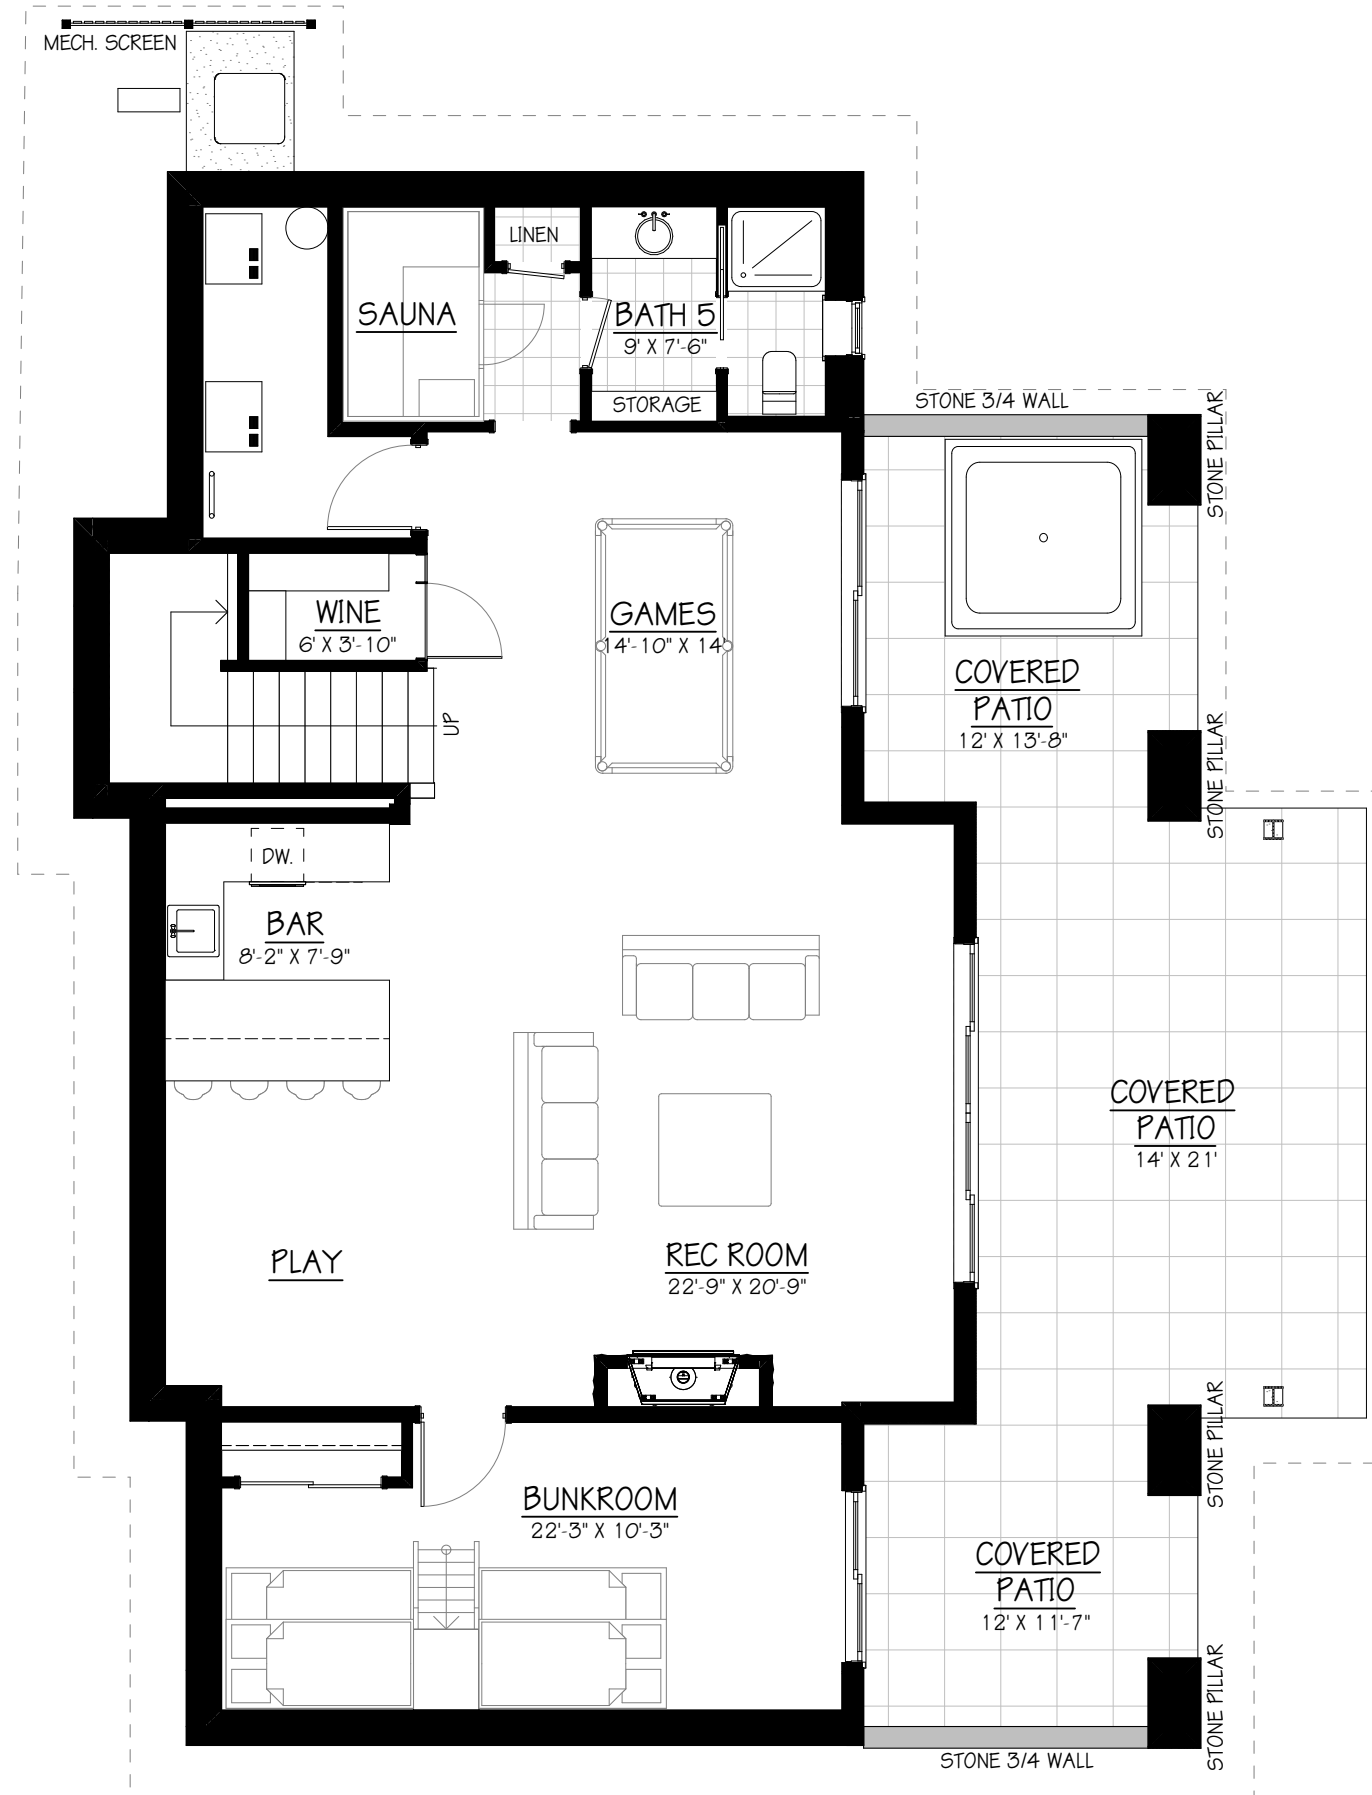 MECH. SCREEN
LINEN
SAUNA
BATH 5
9' X 7'-6"
STORAGE
STONE 3/4 WALL
STONE PILLAR
WINE
6' X 3'-10"
GAMES
14'-10" X 14'
COVERED
PATIO
12' X 13'-8"
UP
STONE PILLAR
DW.
BAR
8'-2" X 7'-9"
COVERED
PATIO
14' X 21'
PLAY
REC ROOM
22'-9" X 20'-9"
STONE PILLAR
BUNKROOM
22'-3" X 10'-3"
COVERED
PATIO
12' X 11'-7"
STONE PILLAR
STONE 3/4 WALL